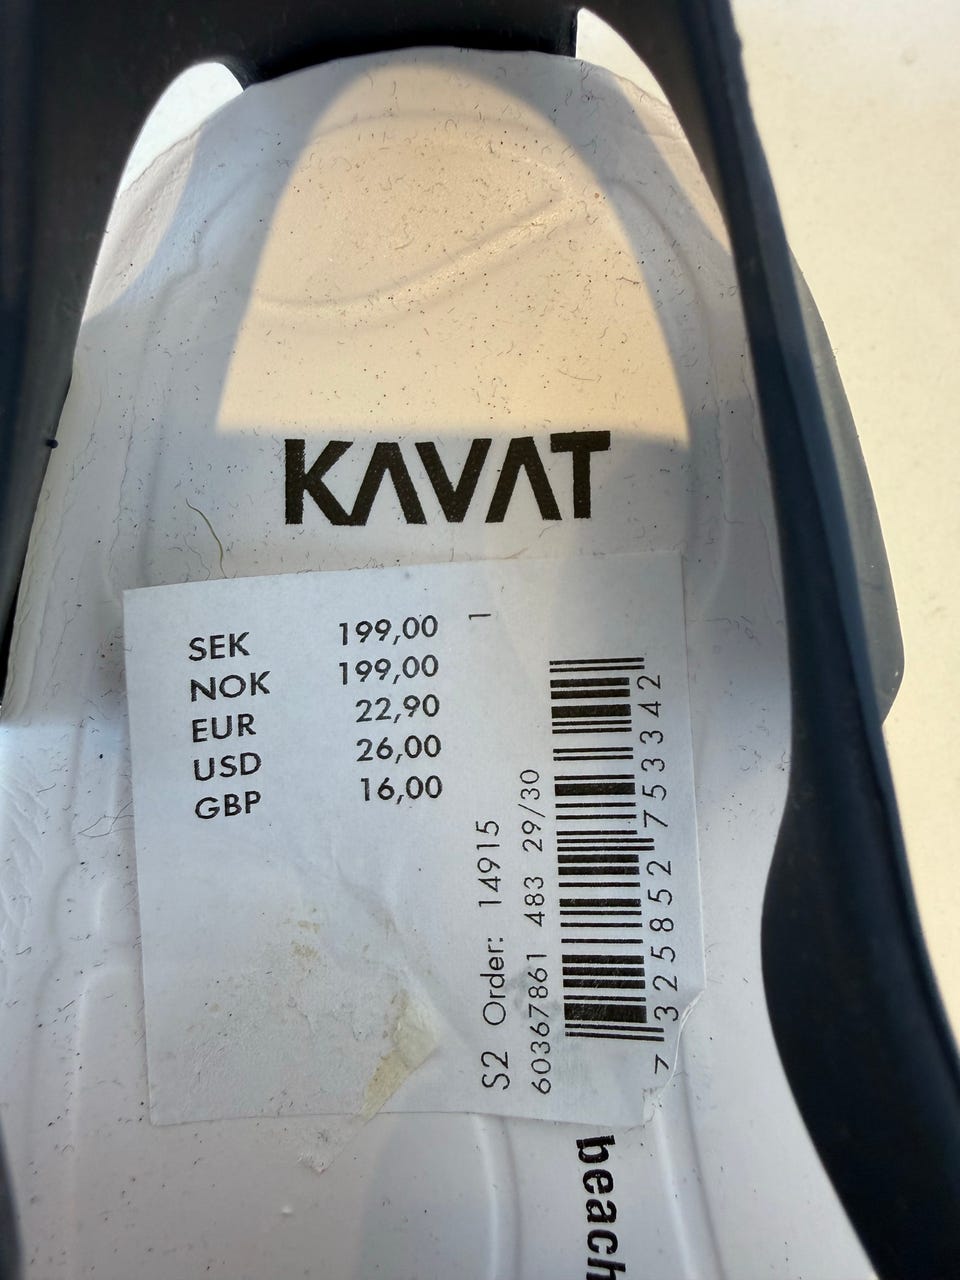 KAVAT
SEK 199,00
NOK 199,00
EUR 22,90
USD 26,00
GBP 16,00
1
S2 Order: 14915
60367861 483 29/30
7 325852 753342
beach